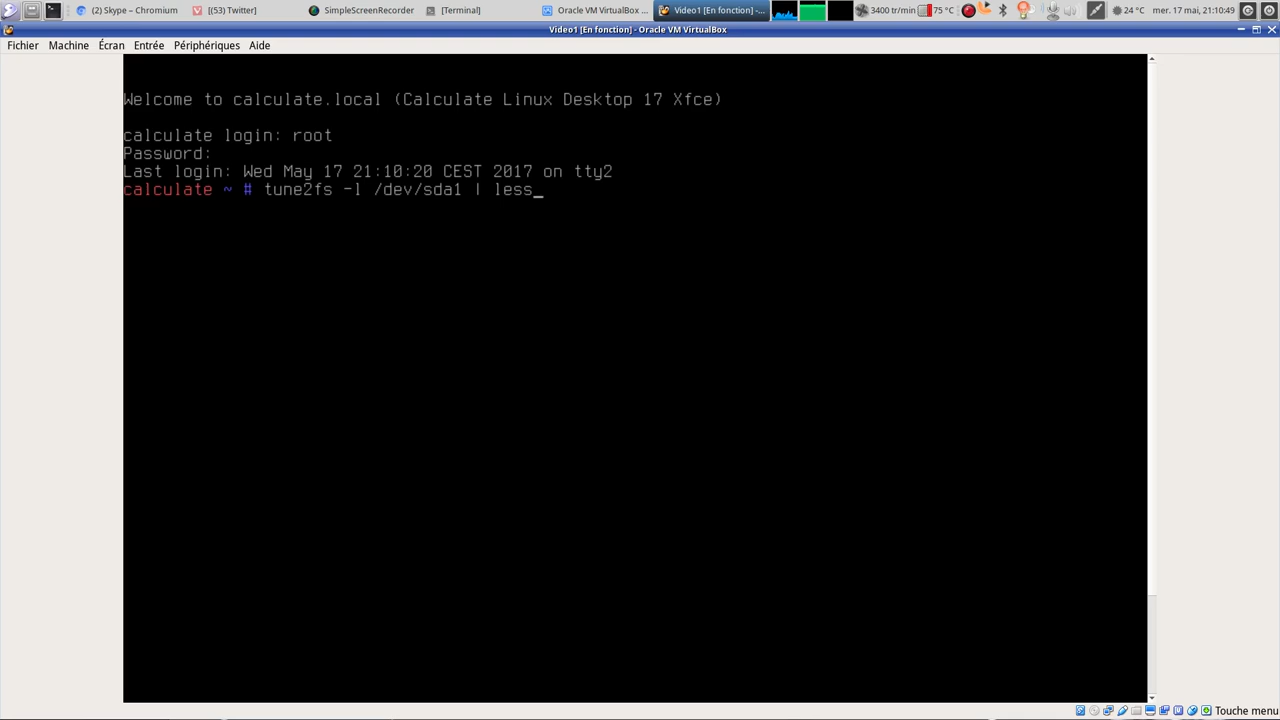 (2) Skype – Chromium
((53) Twitter]
SimpleScreenRecorder
[Terminal]
Oracle VM VirtualBox ...
Video1 [En fonction] -...
3400 tr/min
75 °C
24 °C
mer. 17 mai, 21:10:49
Video1 [En fonction] - Oracle VM VirtualBox
Fichier Machine Écran Entrée Périphériques Aide
Welcome to calculate.local (Calculate Linux Desktop 17 Xfce)
calculate login: root
Password:
Last login: Wed May 17 21:10:20 CEST 2017 on tty2
calculate ~ # tune2fs -l /dev/sda1 | less_
Touche menu